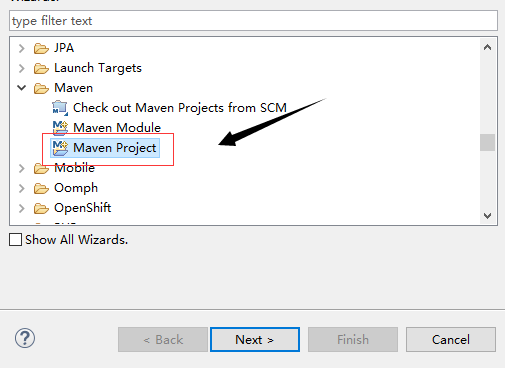 type filter text
JPA
Launch Targets
Maven
Check out Maven Projects from SCM
Maven Module
Maven Project
Mobile
Oomph
OpenShift
Show All Wizards.
?
< Back
Next >
Finish
Cancel